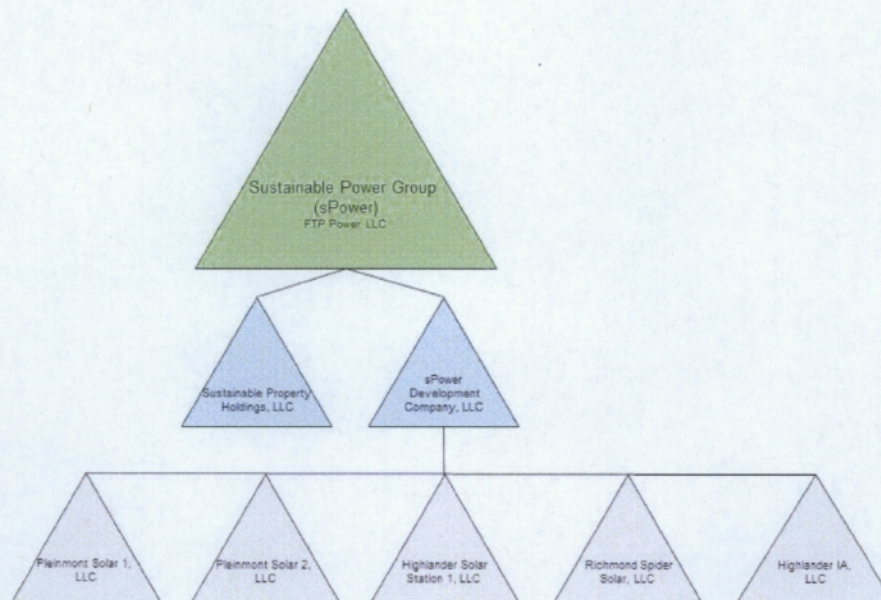 Sustainable Power Group
(sPower)
FTP Power LLC
Sustainable Property
Holdings, LLC
sPower
Development
Company, LLC
Pleinmont Solar 1,
LLC
Pleinmont Solar 2,
LLC
Highlander Solar
Station 1, LLC
Richmond Spider
Solar, LLC
Highlander IA,
LLC